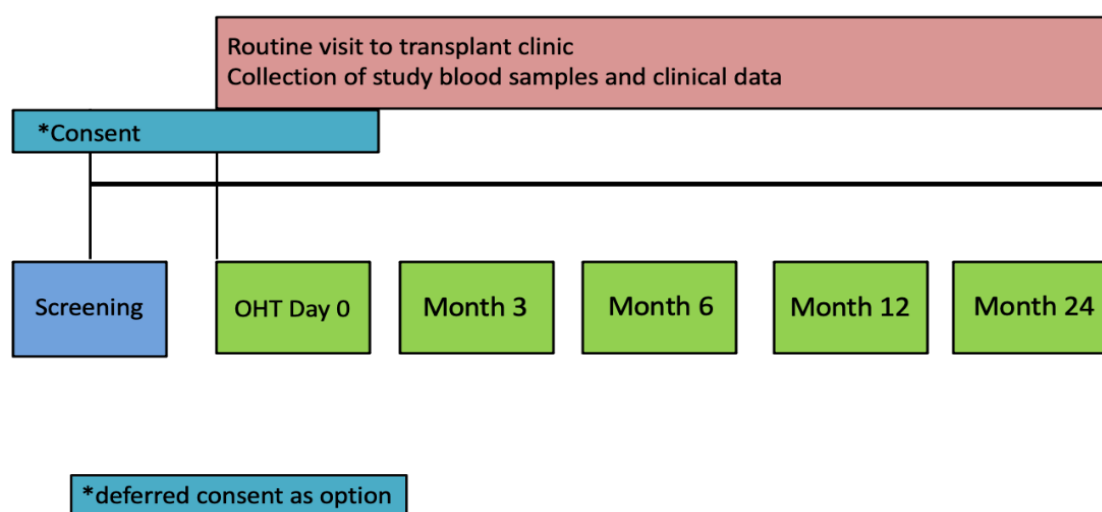 Routine visit to transplant clinic
Collection of study blood samples and clinical data
*Consent
Screening
OHT Day 0
Month 3
Month 6
Month 12
Month 24
*deferred consent as option